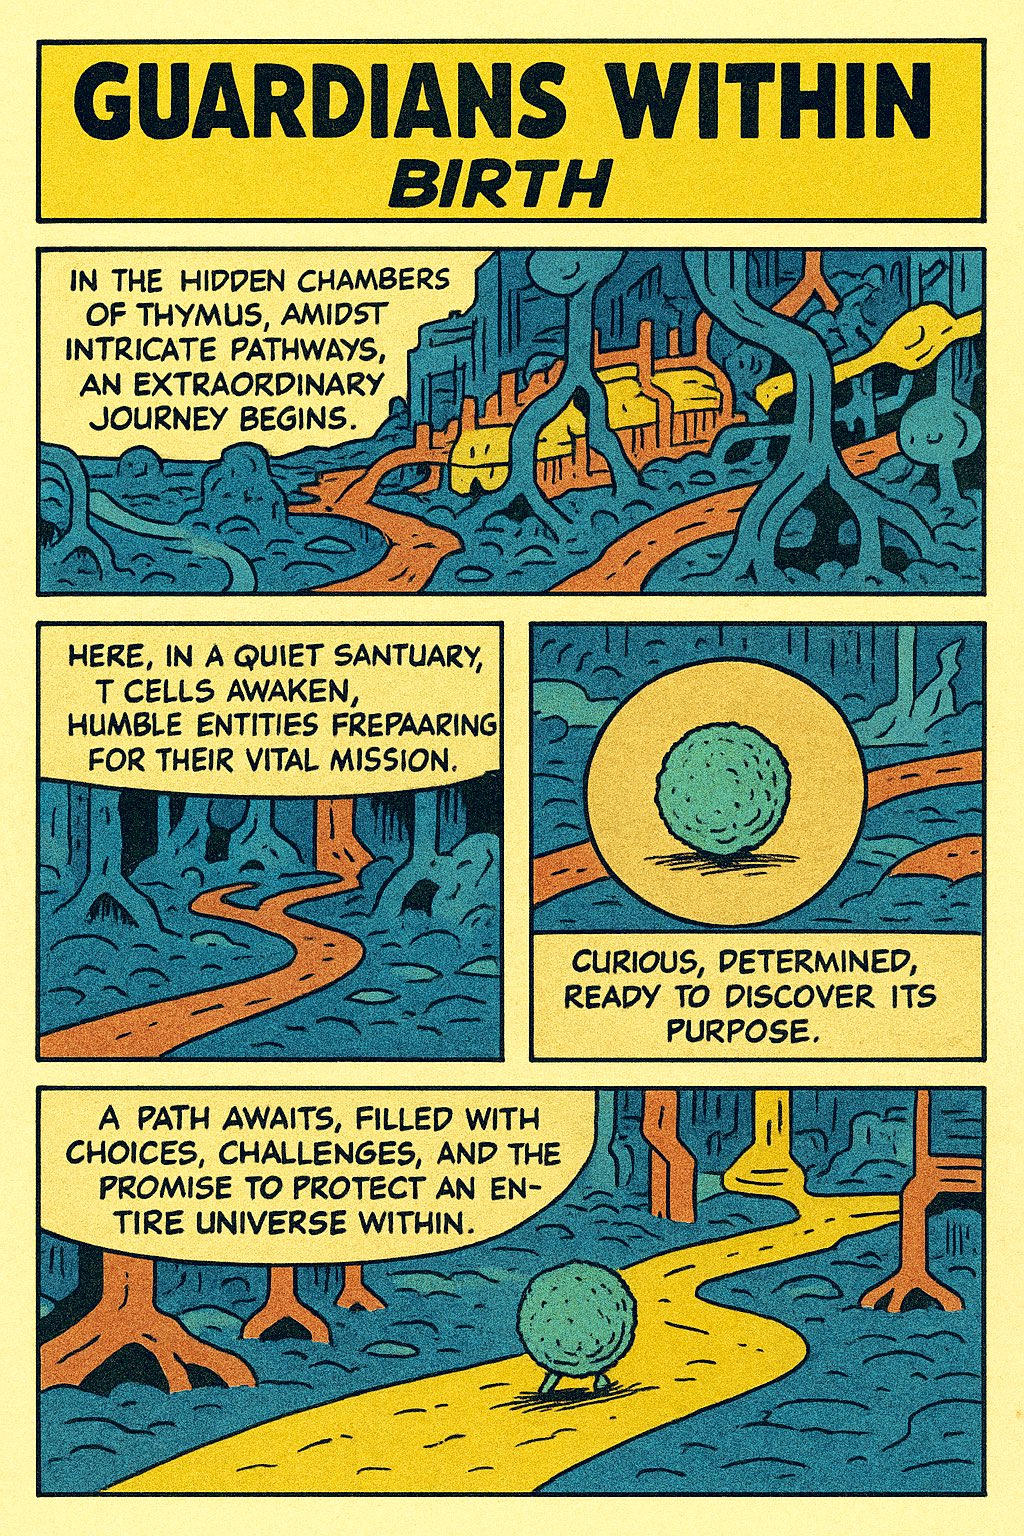 GUARDIANS WITHIN
BIRTH
IN THE HIDDEN CHAMBERS
OF THYMUS, AMIDST
INTRICATE PATHWAYS,
AN EXTRAORDINARY
JOURNEY BEGINS.
HERE, IN A QUIET SANTUARY,
T CELLS AWAKEN,
HUMBLE ENTITIES FREPAARING
FOR THEIR VITAL MISSION.
CURIOUS, DETERMINED,
READY TO DISCOVER ITS
PURPOSE.
A PATH AWAITS, FILLED WITH
CHOICES, CHALLENGES, AND THE
PROMISE TO PROTECT AN EN-
TIRE UNIVERSE WITHIN.